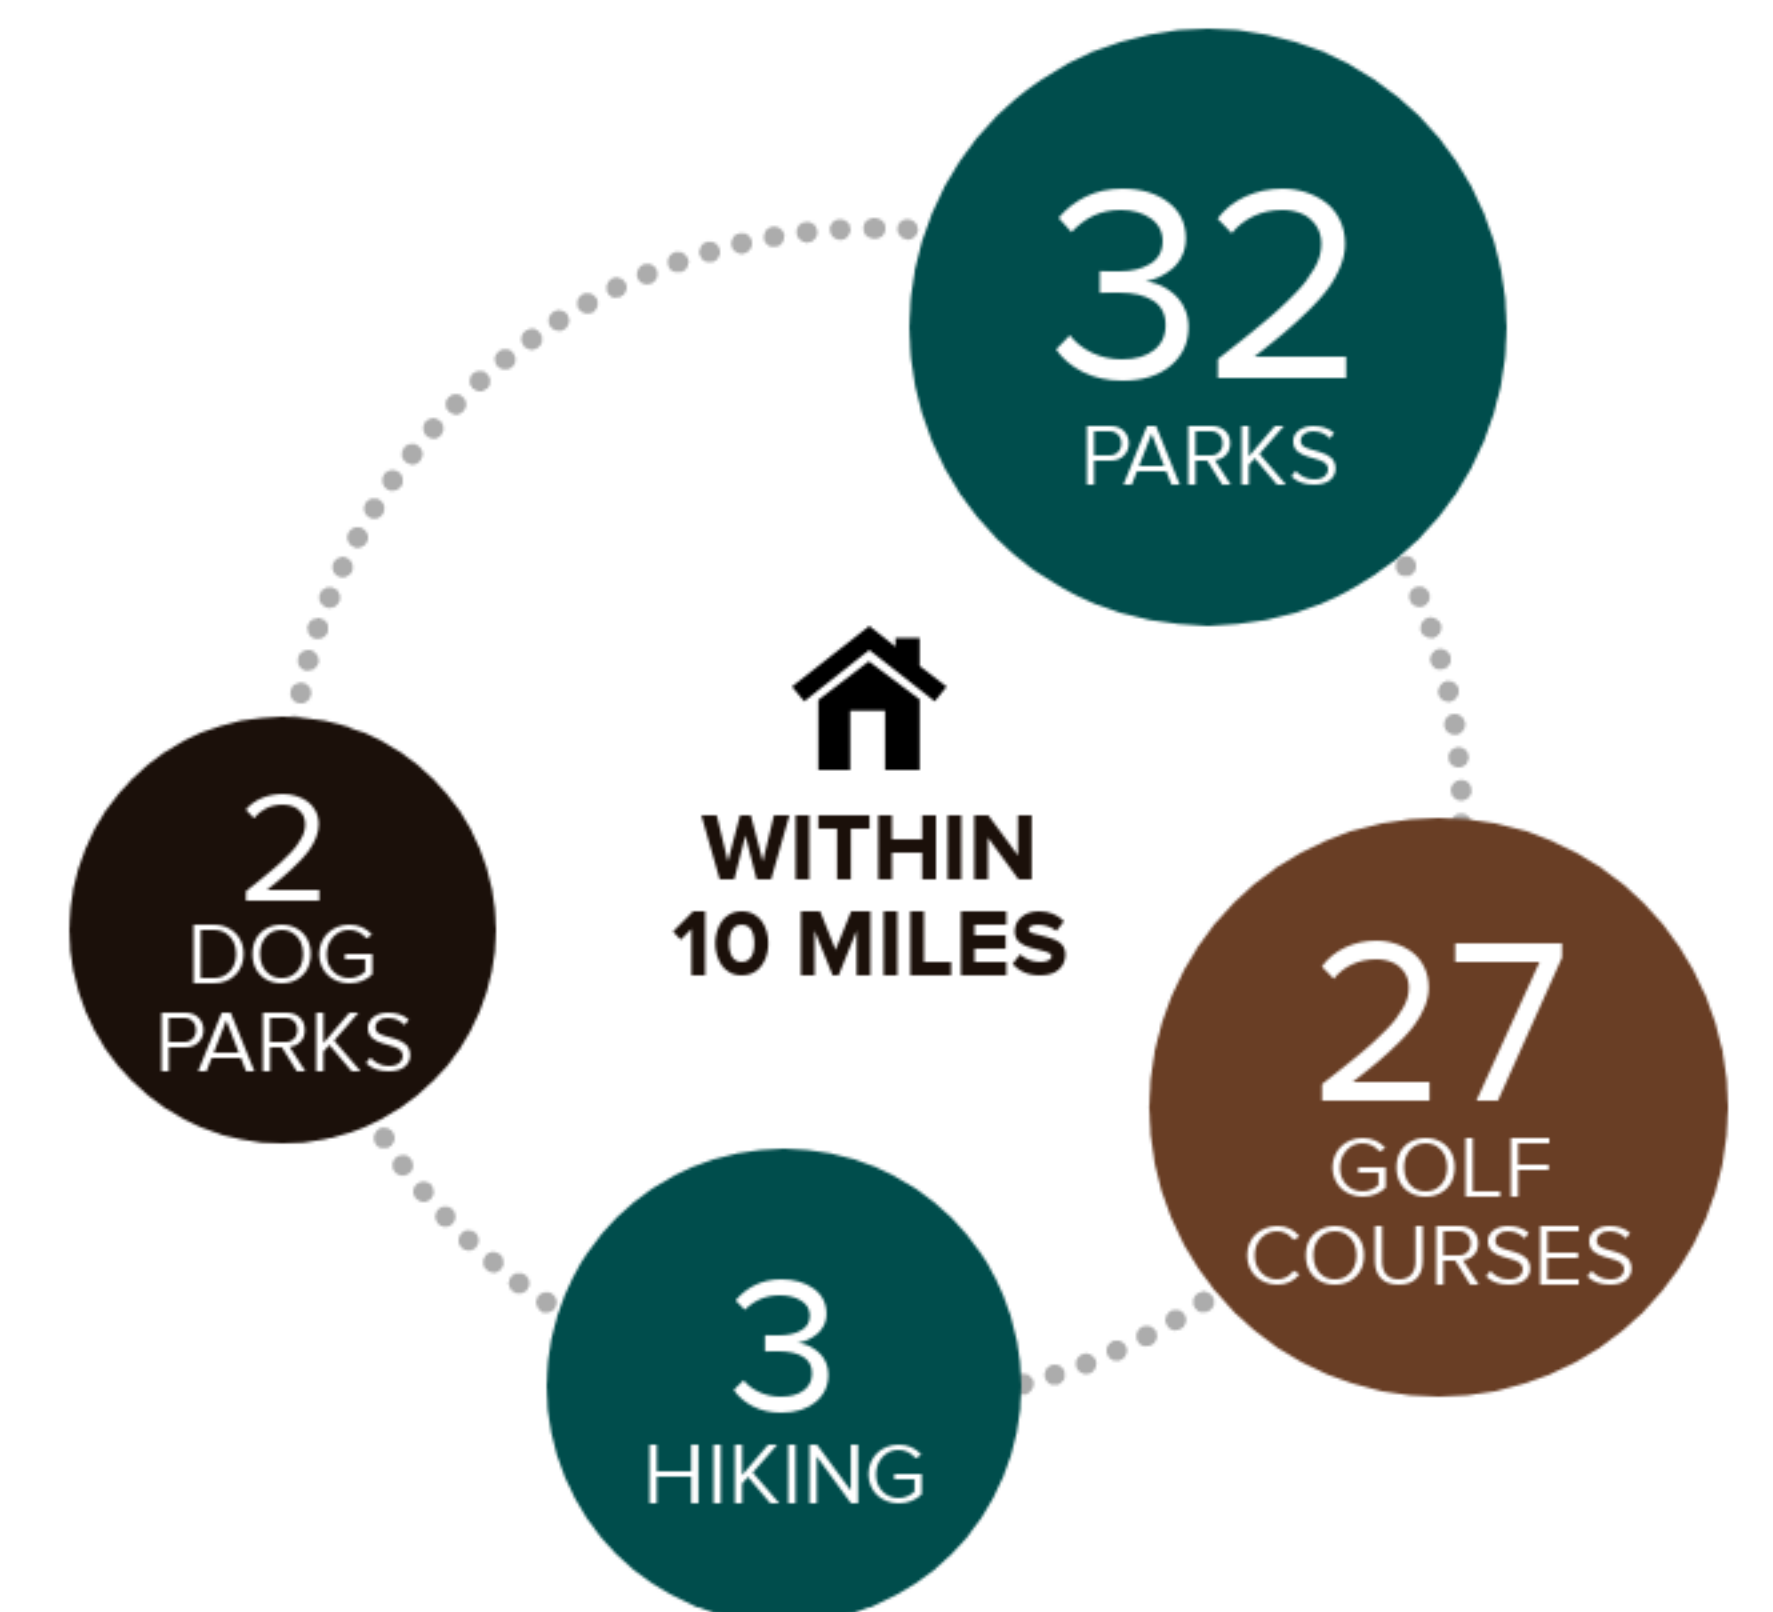 32
PARKS
WITHIN
10 MILES
2
DOG
PARKS
27
GOLF
COURSES
3
HIKING